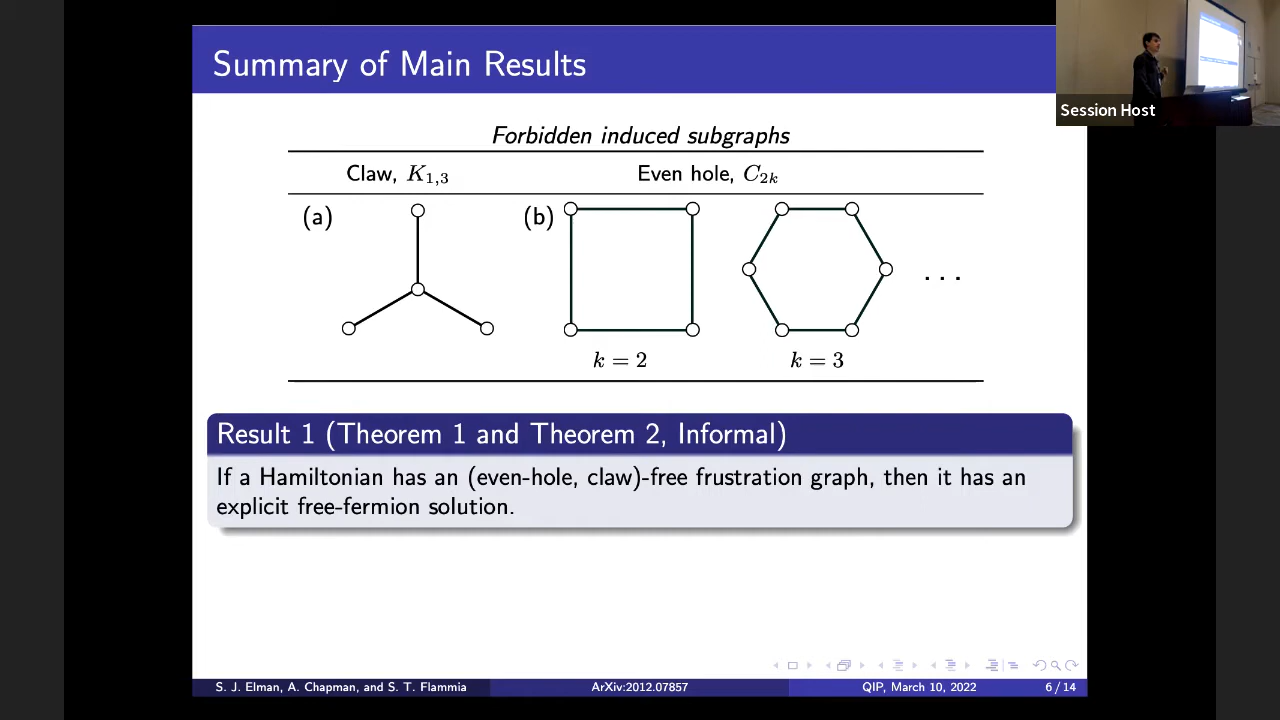 Summary of Main Results
Session Host
Forbidden induced subgraphs
Claw, K_{1,3}
Even hole, C_{2k}
(a)
(b)
. . .
k = 2
k = 3
Result 1 (Theorem 1 and Theorem 2, Informal)
If a Hamiltonian has an (even-hole, claw)-free frustration graph, then it has an
explicit free-fermion solution.
S. J. Elman, A. Chapman, and S. T. Flammia
ArXiv:2012.07857
QIP, March 10, 2022
6 / 14